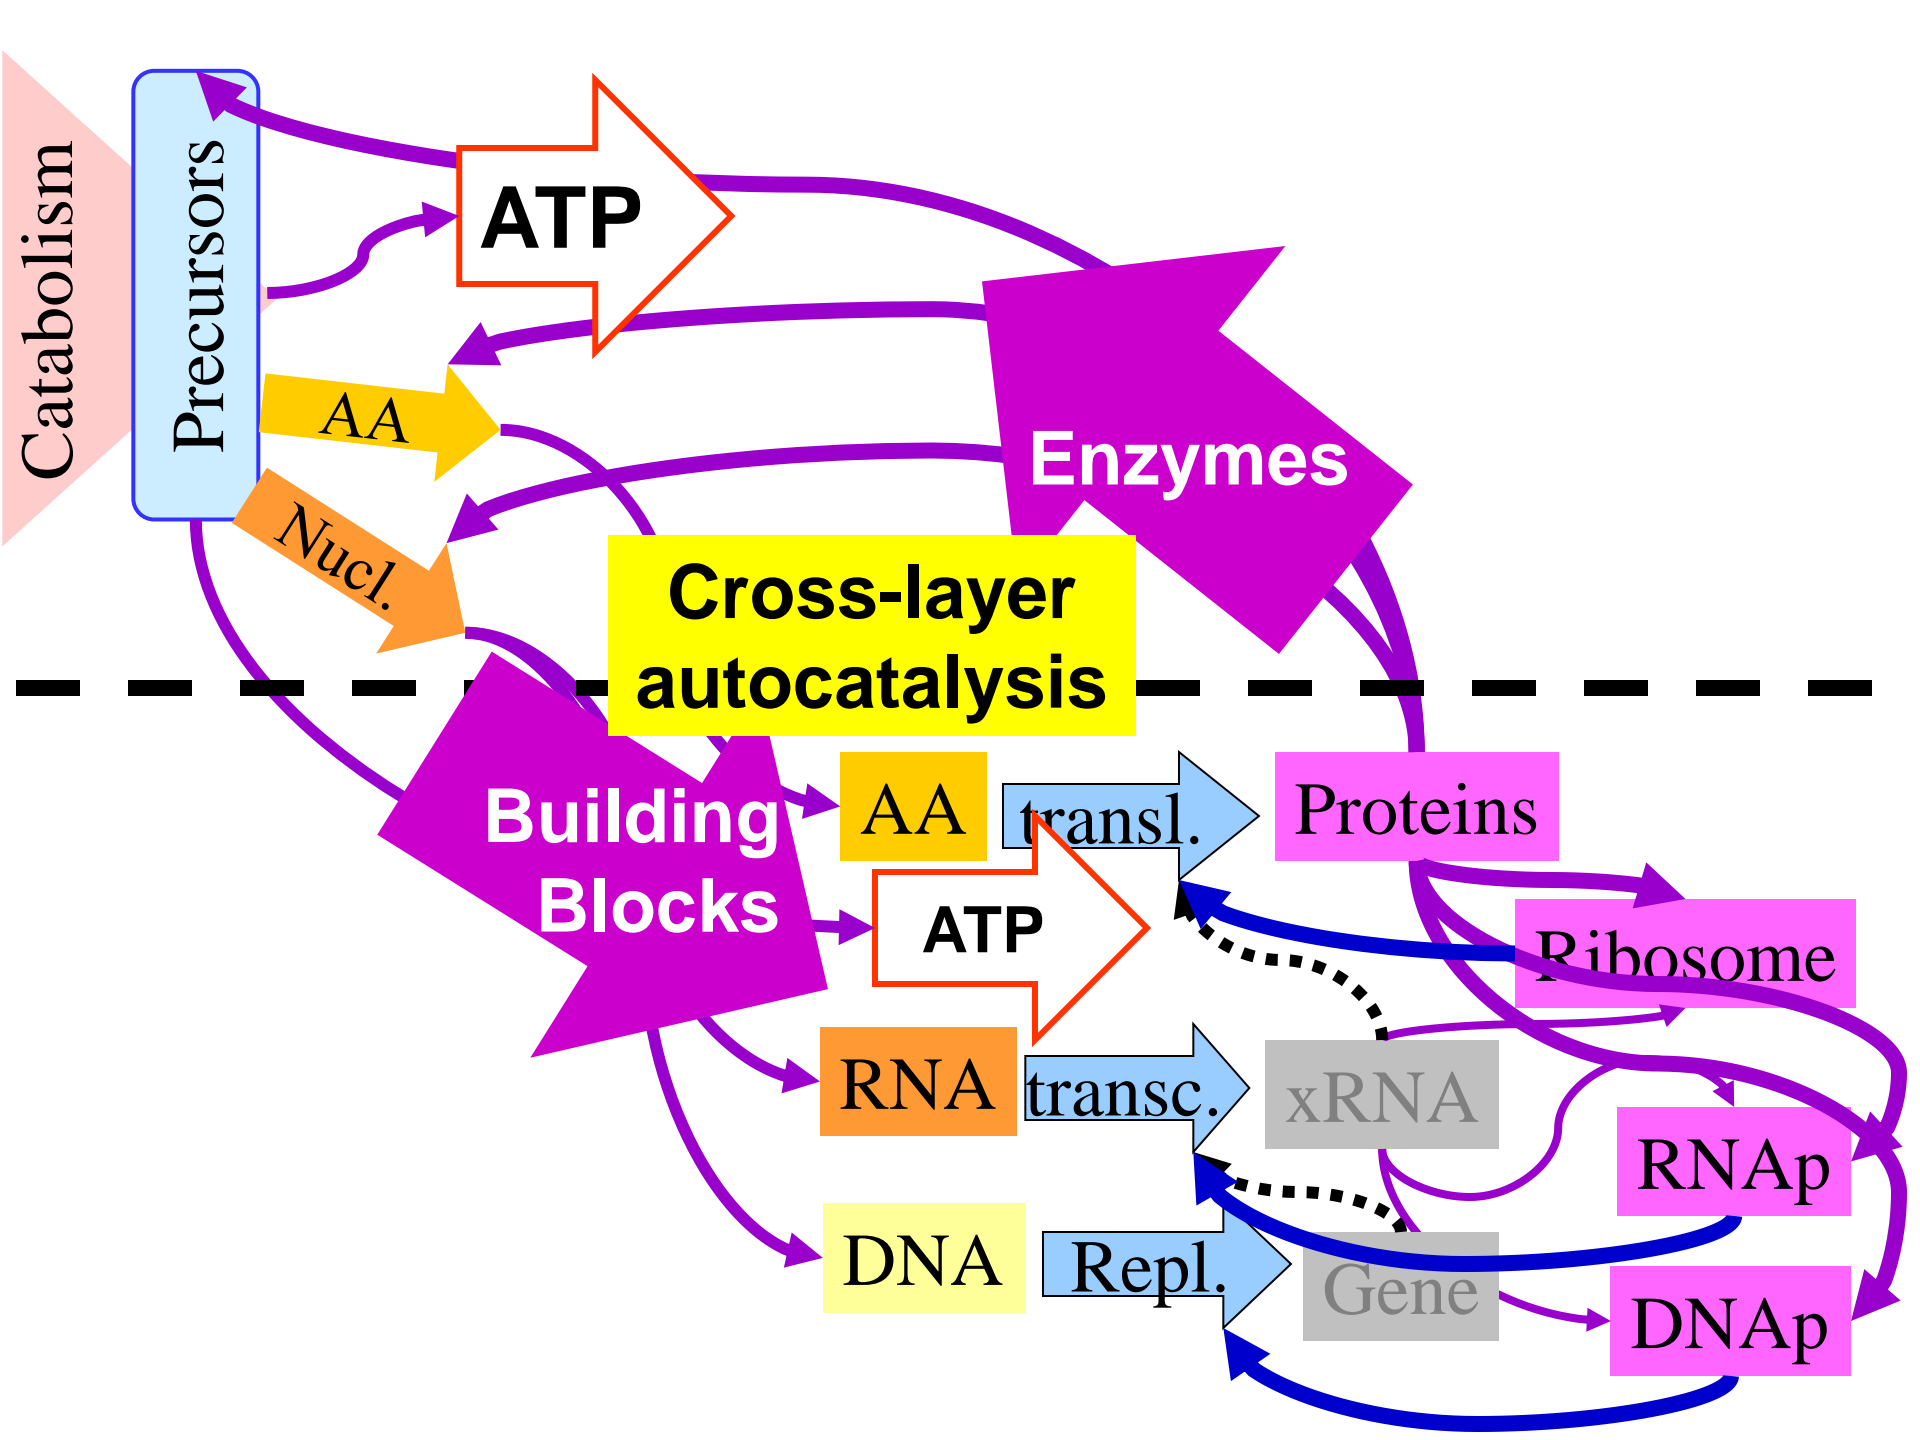 Catabolism
Precursors
ATP
AA
Nucl.
Enzymes
Cross-layer
autocatalysis
Building
Blocks
AA
transl.
Proteins
ATP
Ribosome
RNA
transc.
xRNA
RNAp
DNA
Repl.
Gene
DNAp